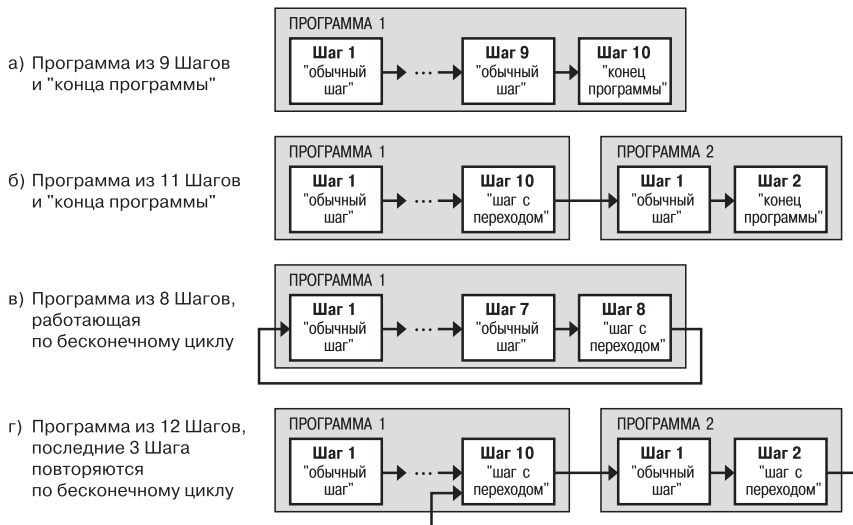 ПРОГРАММА 1
а) Программа из 9 Шагов
и "конца программы"
Шаг 1
"обычный
шаг"
...
Шаг 9
"обычный
шаг"
Шаг 10
"конец
программы"
ПРОГРАММА 1
ПРОГРАММА 2
б) Программа из 11 Шагов
и "конца программы"
Шаг 1
"обычный
шаг"
...
Шаг 10
"шаг с
переходом"
Шаг 1
"обычный
шаг"
Шаг 2
"конец
программы"
ПРОГРАММА 1
в) Программа из 8 Шагов,
работающая
по бесконечному циклу
Шаг 1
"обычный
шаг"
...
Шаг 7
"обычный
шаг"
Шаг 8
"шаг с
переходом"
ПРОГРАММА 1
ПРОГРАММА 2
г) Программа из 12 Шагов,
последние 3 Шага
повторяются
по бесконечному циклу
Шаг 1
"обычный
шаг"
...
Шаг 10
"шаг с
переходом"
Шаг 1
"обычный
шаг"
Шаг 2
"шаг с
переходом"